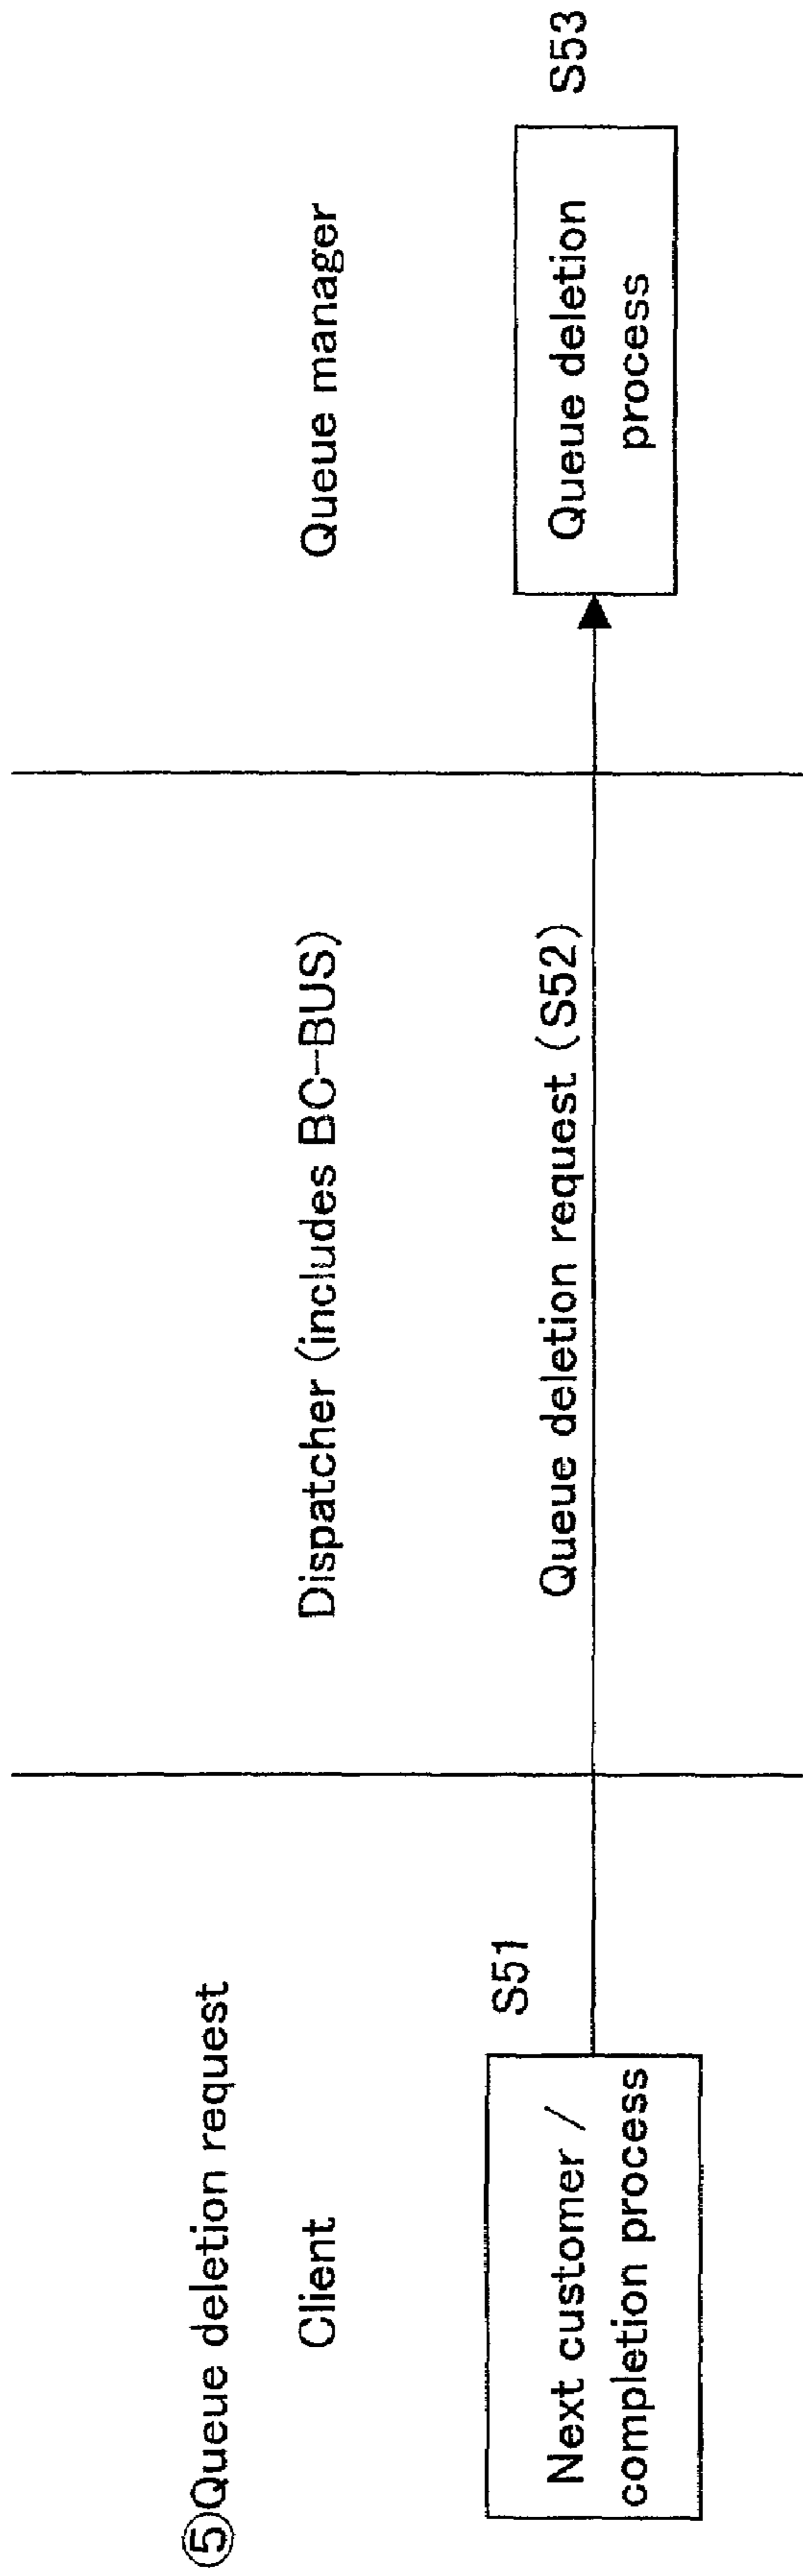 ⑤Queue deletion request
Client
Dispatcher (includes BC-BUS)
Queue manager
S51
Next customer /
completion process
Queue deletion request (S52)
S53
Queue deletion
process